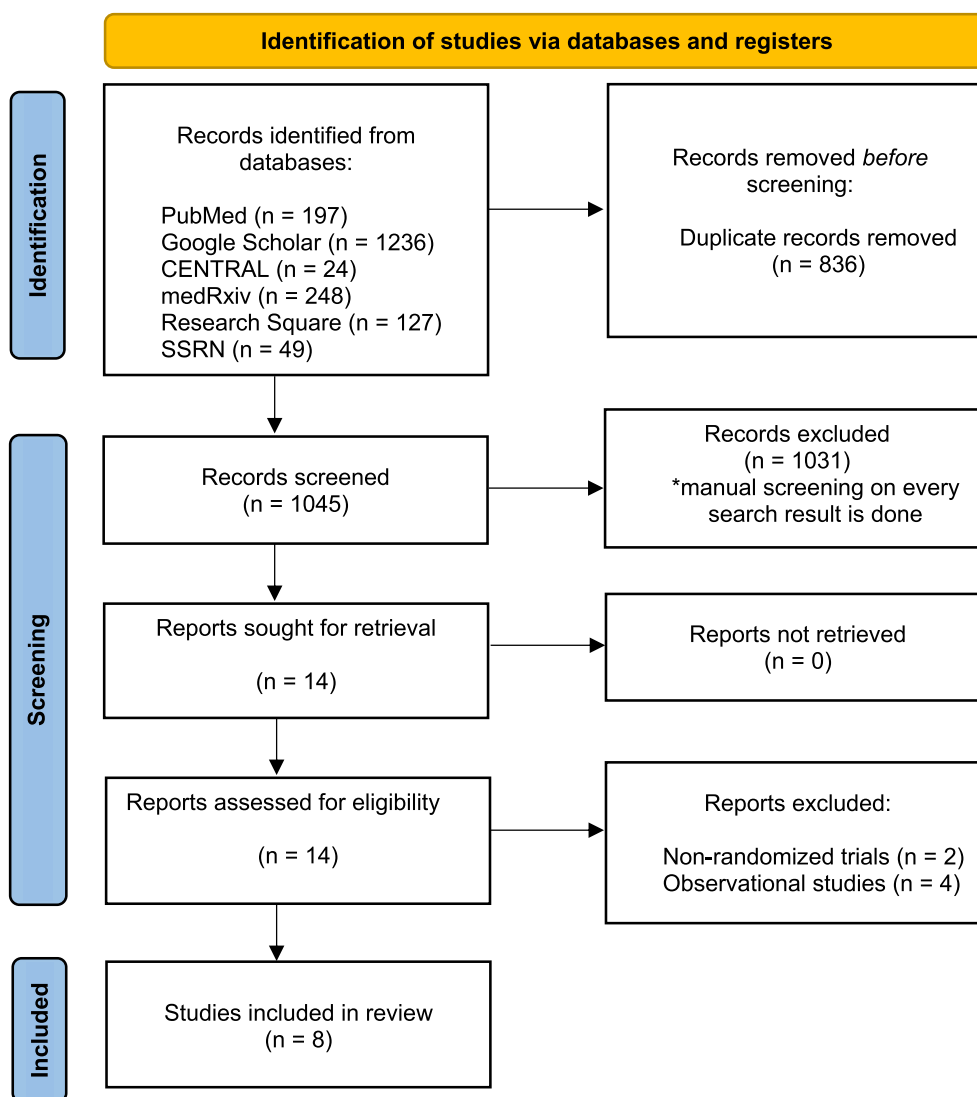 Identification of studies via databases and registers
Identification
Records identified from
databases:
PubMed (n = 197)
Google Scholar (n = 1236)
CENTRAL (n = 24)
medRxiv (n = 248)
Research Square (n = 127)
SSRN (n = 49)
Records removed before
screening:
Duplicate records removed
(n = 836)
Screening
Records screened
(n = 1045)
Records excluded
(n = 1031)
*manual screening on every
search result is done
Reports sought for retrieval
(n = 14)
Reports not retrieved
(n = 0)
Reports assessed for eligibility
(n = 14)
Reports excluded:
Non-randomized trials (n = 2)
Observational studies (n = 4)
Included
Studies included in review
(n = 8)